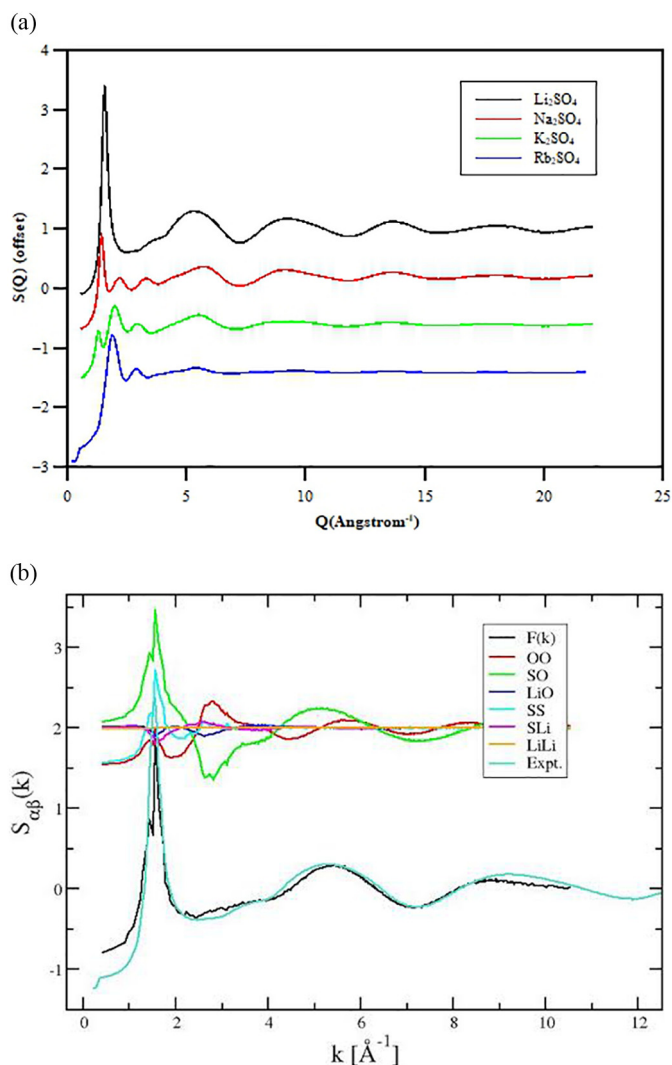 (a)
4
3
2
1
0
−1
−2
−3
S(Q) (offset)
Li₂SO₄
Na₂SO₄
K₂SO₄
Rb₂SO₄
0 5 10 15 20 25
Q(Angstrom⁻¹)
(b)
3
2
1
0
-1
S_αβ(k)
F(k)
OO
SO
LiO
SS
SLi
LiLi
Expt.
0 2 4 6 8 10 12
k [Å⁻¹]